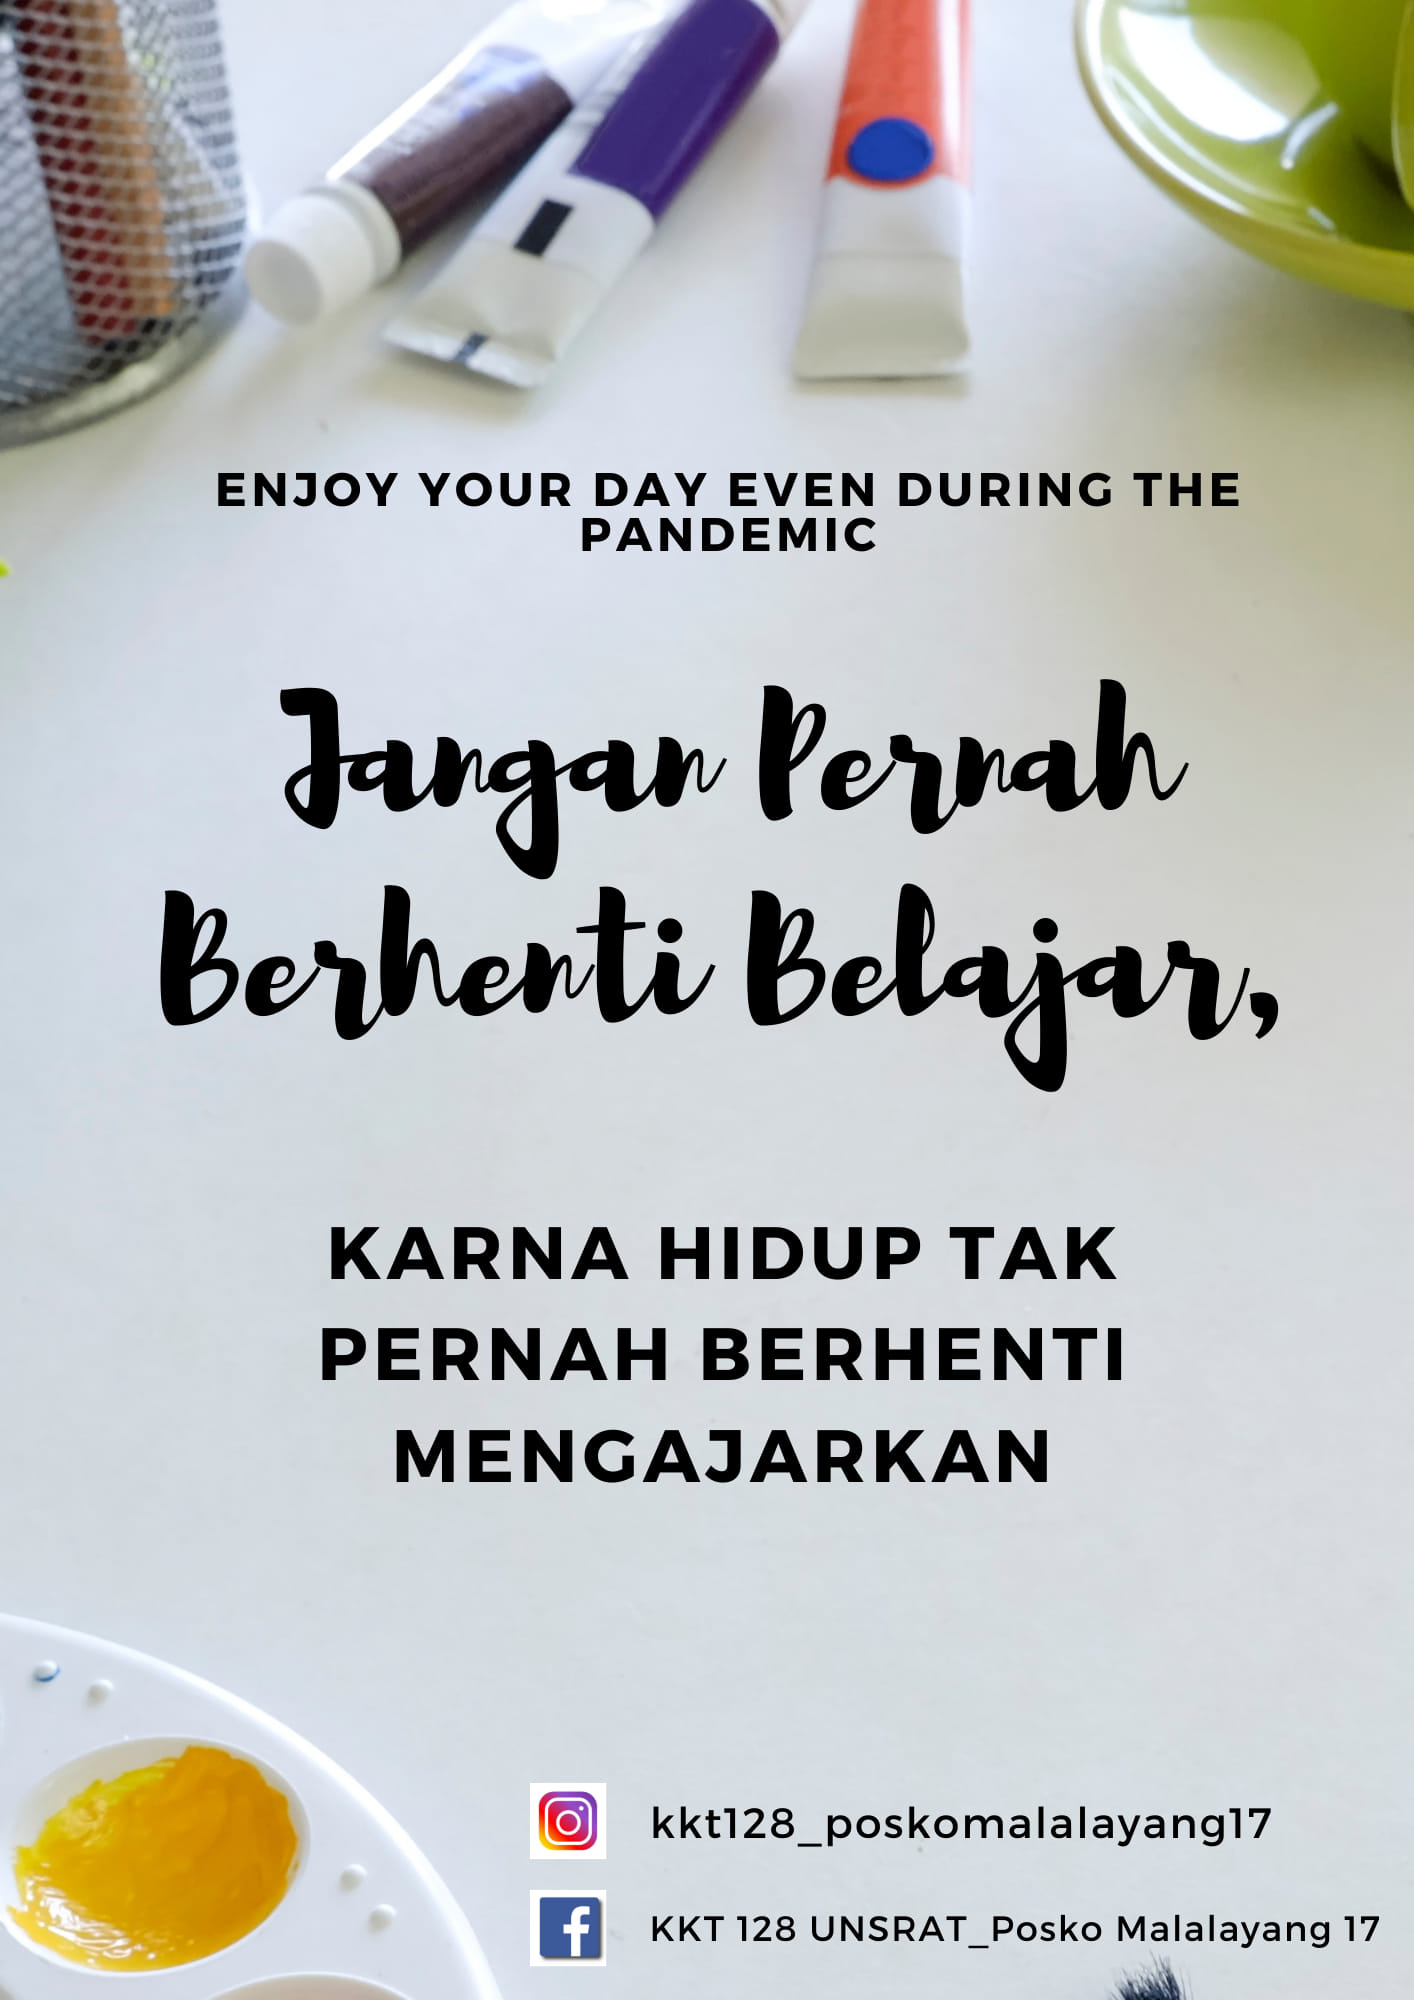 ENJOY YOUR DAY EVEN DURING THE
PANDEMIC
Jangan Pernah
Berhenti Belajar,
KARNA HIDUP TAK
PERNAH BERHENTI
MENGAJARKAN
kkt128_poskomalalayang17
KKT 128 UNSRAT_Posko Malalayang 17